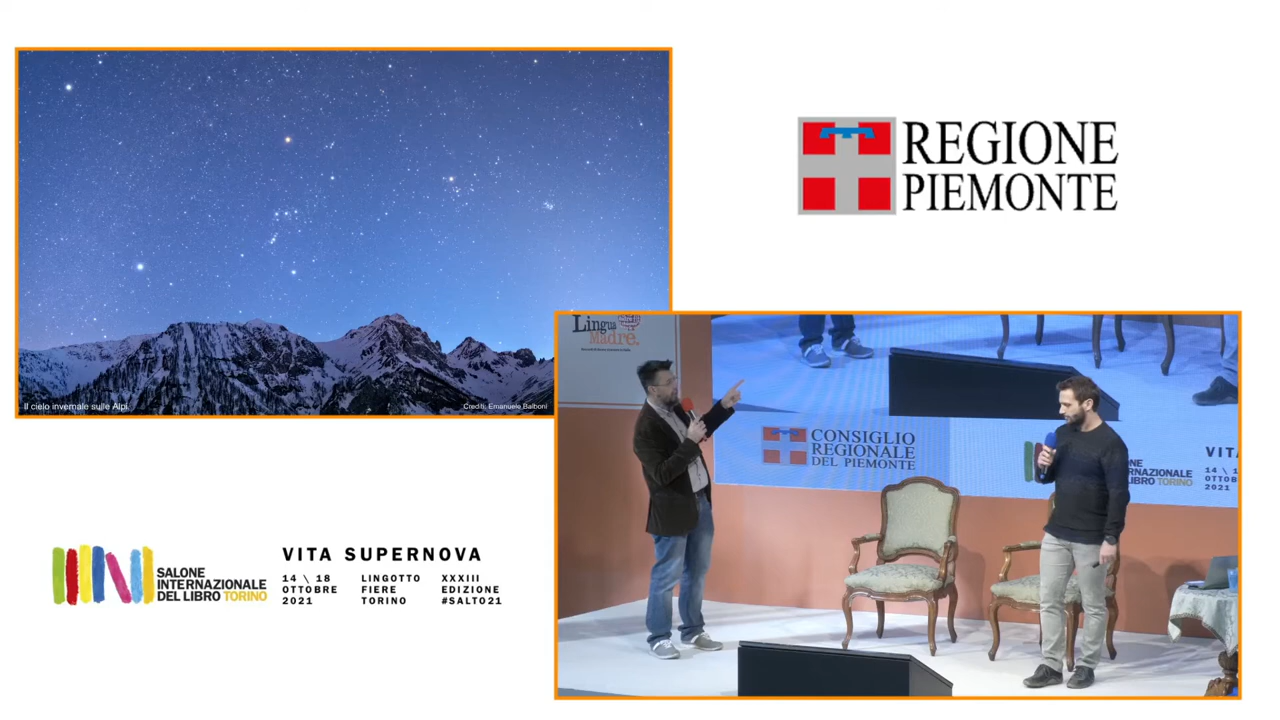 Il cielo invernale sulle Alpi.
Crediti: Emanuele Balboni
REGIONE
PIEMONTE
Lingua
Madre
CONSIGLIO
REGIONALE
DEL PIEMONTE
INTERNAZIONALE
LIBRO TORINO
14 \ 1
OTTOB
2021
SALONE
INTERNAZIONALE
DEL LIBRO TORINO
VITA SUPERNOVA
14 \ 18
OTTOBRE
2021
LINGOTTO
FIERE
TORINO
XXXIII
EDIZIONE
#SALTO21